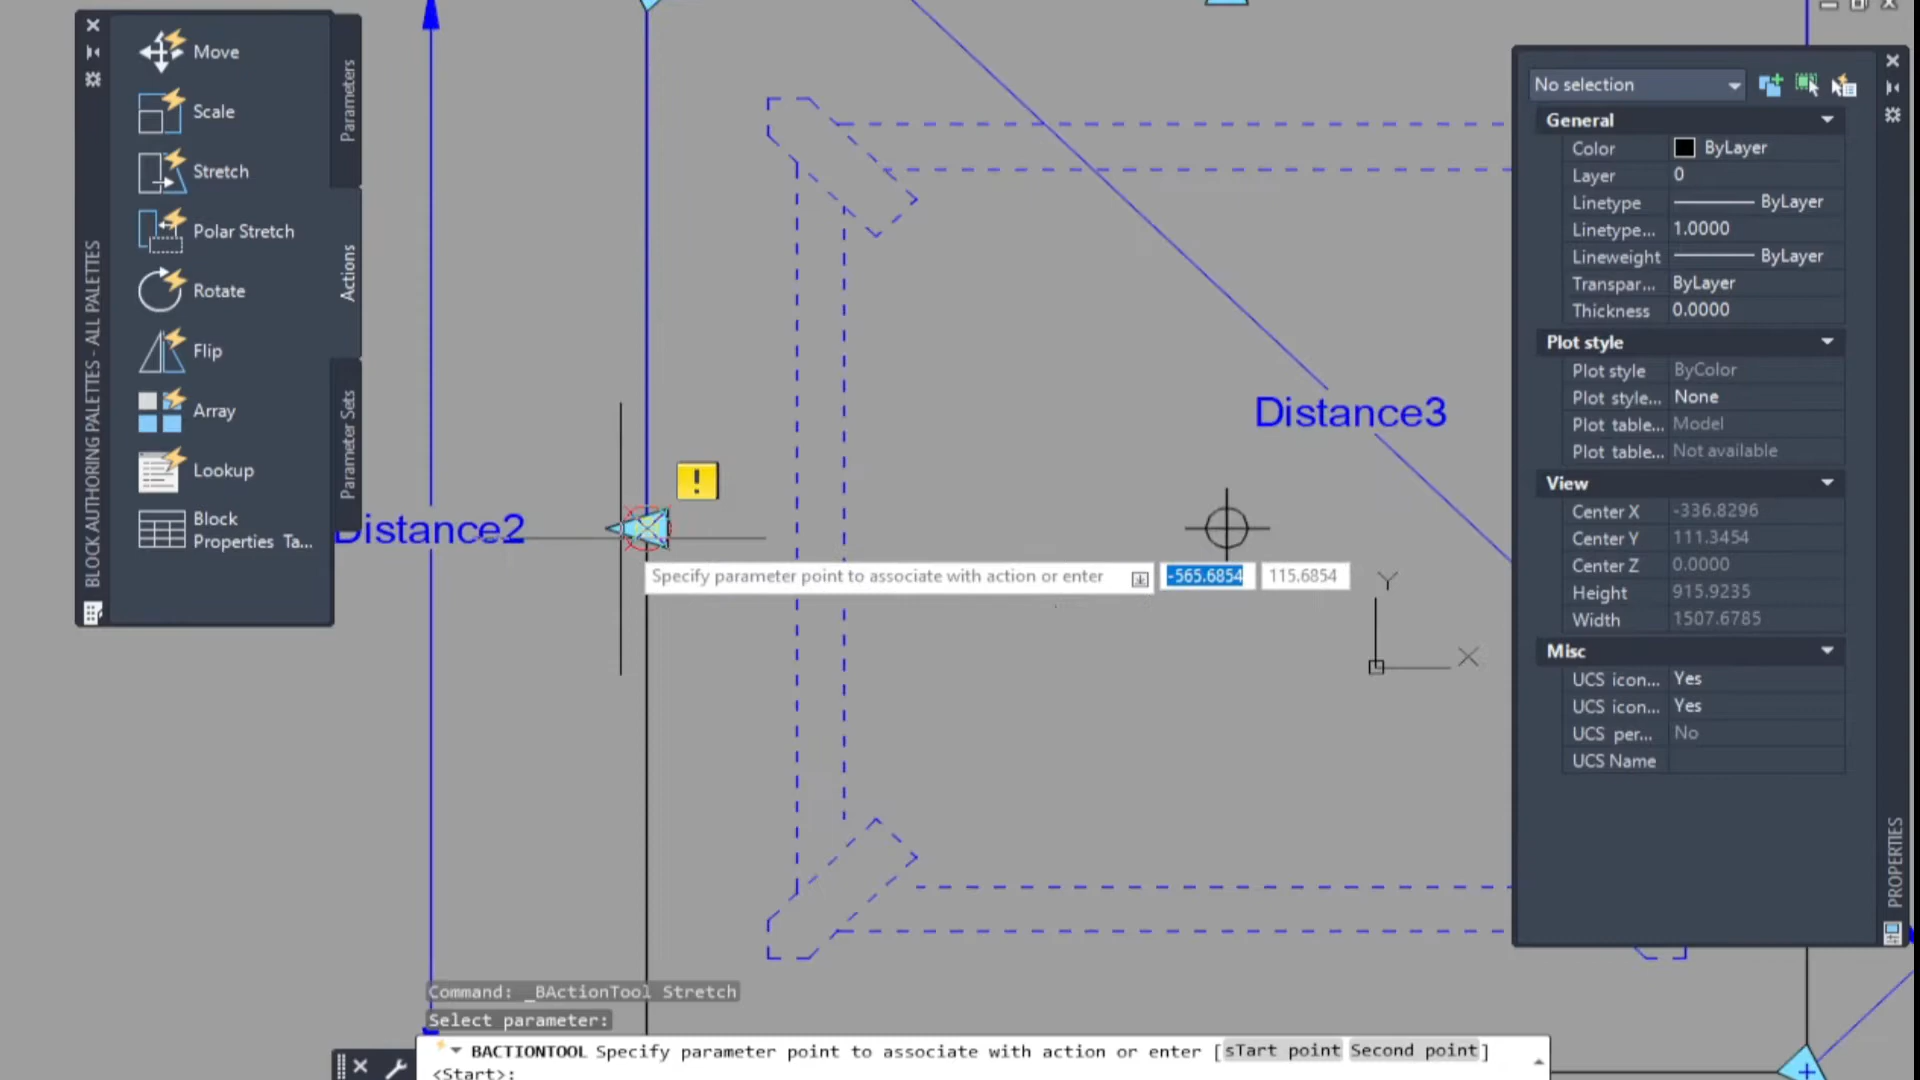 Move
Scale
Stretch
Polar Stretch
Rotate
Flip
Array
Lookup
Block
Properties Ta...
Parameters
Actions
Parameter Sets
BLOCK AUTHORING PALETTES - ALL PALETTES
Distance2
Distance3
!
Specify parameter point to associate with action or enter
-565.6854
115.6854
Y
X
No selection
General
Color ByLayer
Layer 0
Linetype ByLayer
Linetype... 1.0000
Lineweight ByLayer
Transpar... ByLayer
Thickness 0.0000
Plot style
Plot style ByColor
Plot style... None
Plot table... Model
Plot table... Not available
View
Center X -336.8296
Center Y 111.3454
Center Z 0.0000
Height 915.9235
Width 1507.6785
Misc
UCS icon... Yes
UCS icon... Yes
UCS per... No
UCS Name
PROPERTIES
Command: _BActionTool Stretch
Select parameter:
BACTIONTOOL Specify parameter point to associate with action or enter [sTart point Second point]
<Start>: